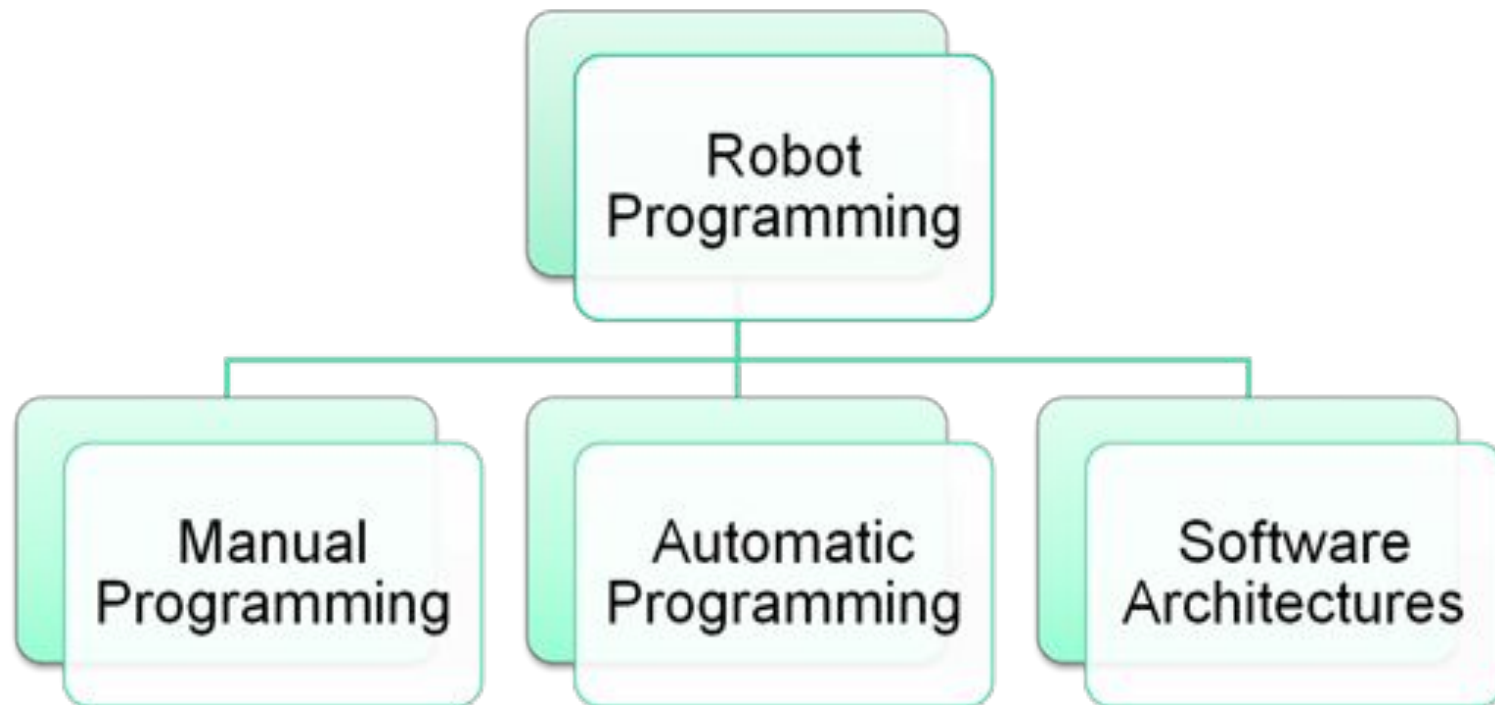 Robot
Programming
Manual
Programming
Automatic
Programming
Software
Architectures